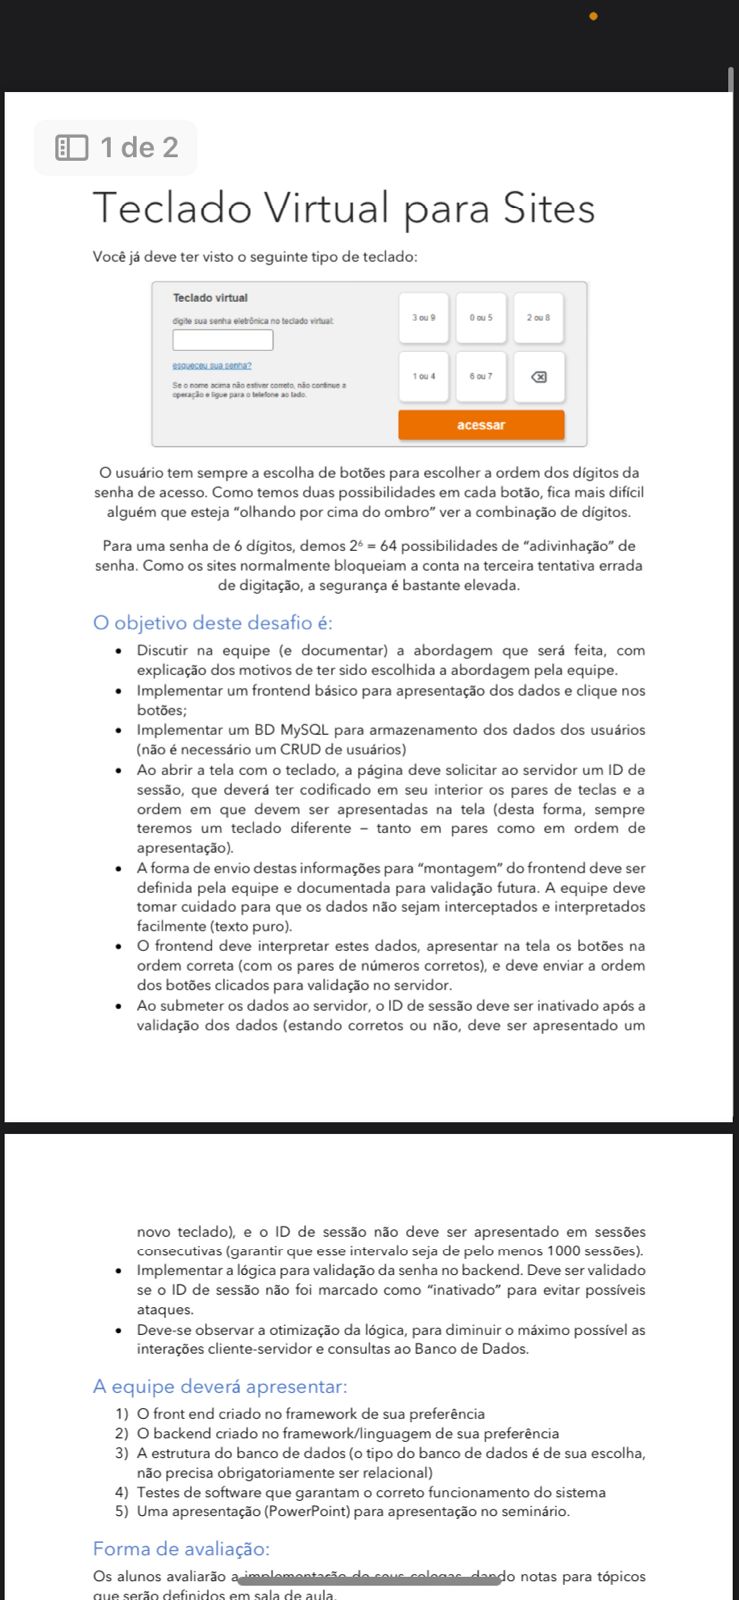 1 de 2
Teclado Virtual para Sites
Você já deve ter visto o seguinte tipo de teclado:
Teclado virtual
digite sua senha eletrônica no teclado virtual:
esqueceu sua senha?
Se o nome acima não estiver correto, não continue a
operação e ligue para o telefone ao lado.
3 ou 9
0 ou 5
2 ou 8
1 ou 4
6 ou 7
acessar
O usuário tem sempre a escolha de botões para escolher a ordem dos dígitos da
senha de acesso. Como temos duas possibilidades em cada botão, fica mais difícil
alguém que esteja “olhando por cima do ombro” ver a combinação de dígitos.
Para uma senha de 6 dígitos, demos 2⁶ = 64 possibilidades de “adivinhação” de
senha. Como os sites normalmente bloqueiam a conta na terceira tentativa errada
de digitação, a segurança é bastante elevada.
O objetivo deste desafio é:
• Discutir na equipe (e documentar) a abordagem que será feita, com
explicação dos motivos de ter sido escolhida a abordagem pela equipe.
• Implementar um frontend básico para apresentação dos dados e clique nos
botões;
• Implementar um BD MySQL para armazenamento dos dados dos usuários
(não é necessário um CRUD de usuários)
• Ao abrir a tela com o teclado, a página deve solicitar ao servidor um ID de
sessão, que deverá ter codificado em seu interior os pares de teclas e a
ordem em que devem ser apresentadas na tela (desta forma, sempre
teremos um teclado diferente – tanto em pares como em ordem de
apresentação).
• A forma de envio destas informações para “montagem” do frontend deve ser
definida pela equipe e documentada para validação futura. A equipe deve
tomar cuidado para que os dados não sejam interceptados e interpretados
facilmente (texto puro).
• O frontend deve interpretar estes dados, apresentar na tela os botões na
ordem correta (com os pares de números corretos), e deve enviar a ordem
dos botões clicados para validação no servidor.
• Ao submeter os dados ao servidor, o ID de sessão deve ser inativado após a
validação dos dados (estando corretos ou não, deve ser apresentado um
novo teclado), e o ID de sessão não deve ser apresentado em sessões
consecutivas (garantir que esse intervalo seja de pelo menos 1000 sessões).
• Implementar a lógica para validação da senha no backend. Deve ser validado
se o ID de sessão não foi marcado como “inativado” para evitar possíveis
ataques.
• Deve-se observar a otimização da lógica, para diminuir o máximo possível as
interações cliente-servidor e consultas ao Banco de Dados.
A equipe deverá apresentar:
1) O front end criado no framework de sua preferência
2) O backend criado no framework/linguagem de sua preferência
3) A estrutura do banco de dados (o tipo do banco de dados é de sua escolha,
não precisa obrigatoriamente ser relacional)
4) Testes de software que garantam o correto funcionamento do sistema
5) Uma apresentação (PowerPoint) para apresentação no seminário.
Forma de avaliação:
Os alunos avaliarão a implementação de seus colegas, dando notas para tópicos
que serão definidos em sala de aula.